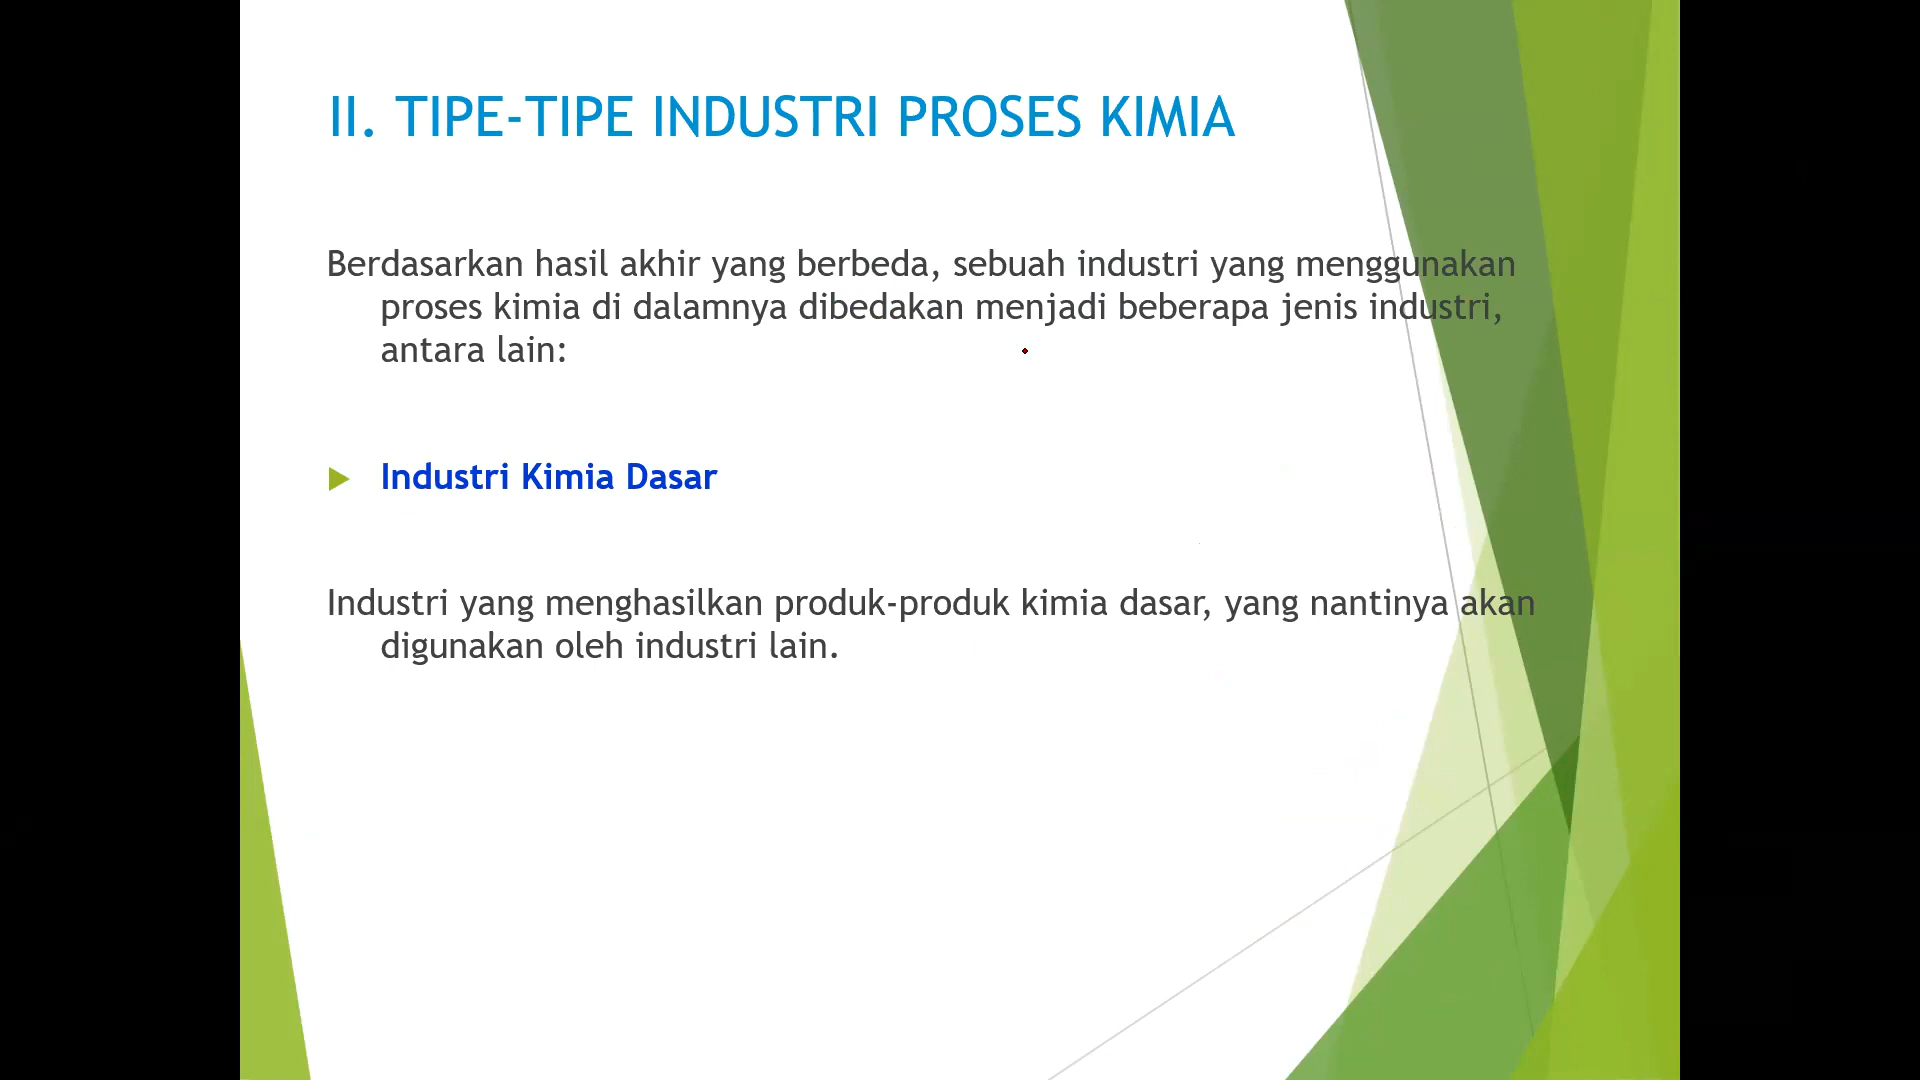 II. TIPE-TIPE INDUSTRI PROSES KIMIA
Berdasarkan hasil akhir yang berbeda, sebuah industri yang menggunakan
proses kimia di dalamnya dibedakan menjadi beberapa jenis industri,
antara lain:
Industri Kimia Dasar
Industri yang menghasilkan produk-produk kimia dasar, yang nantinya akan
digunakan oleh industri lain.